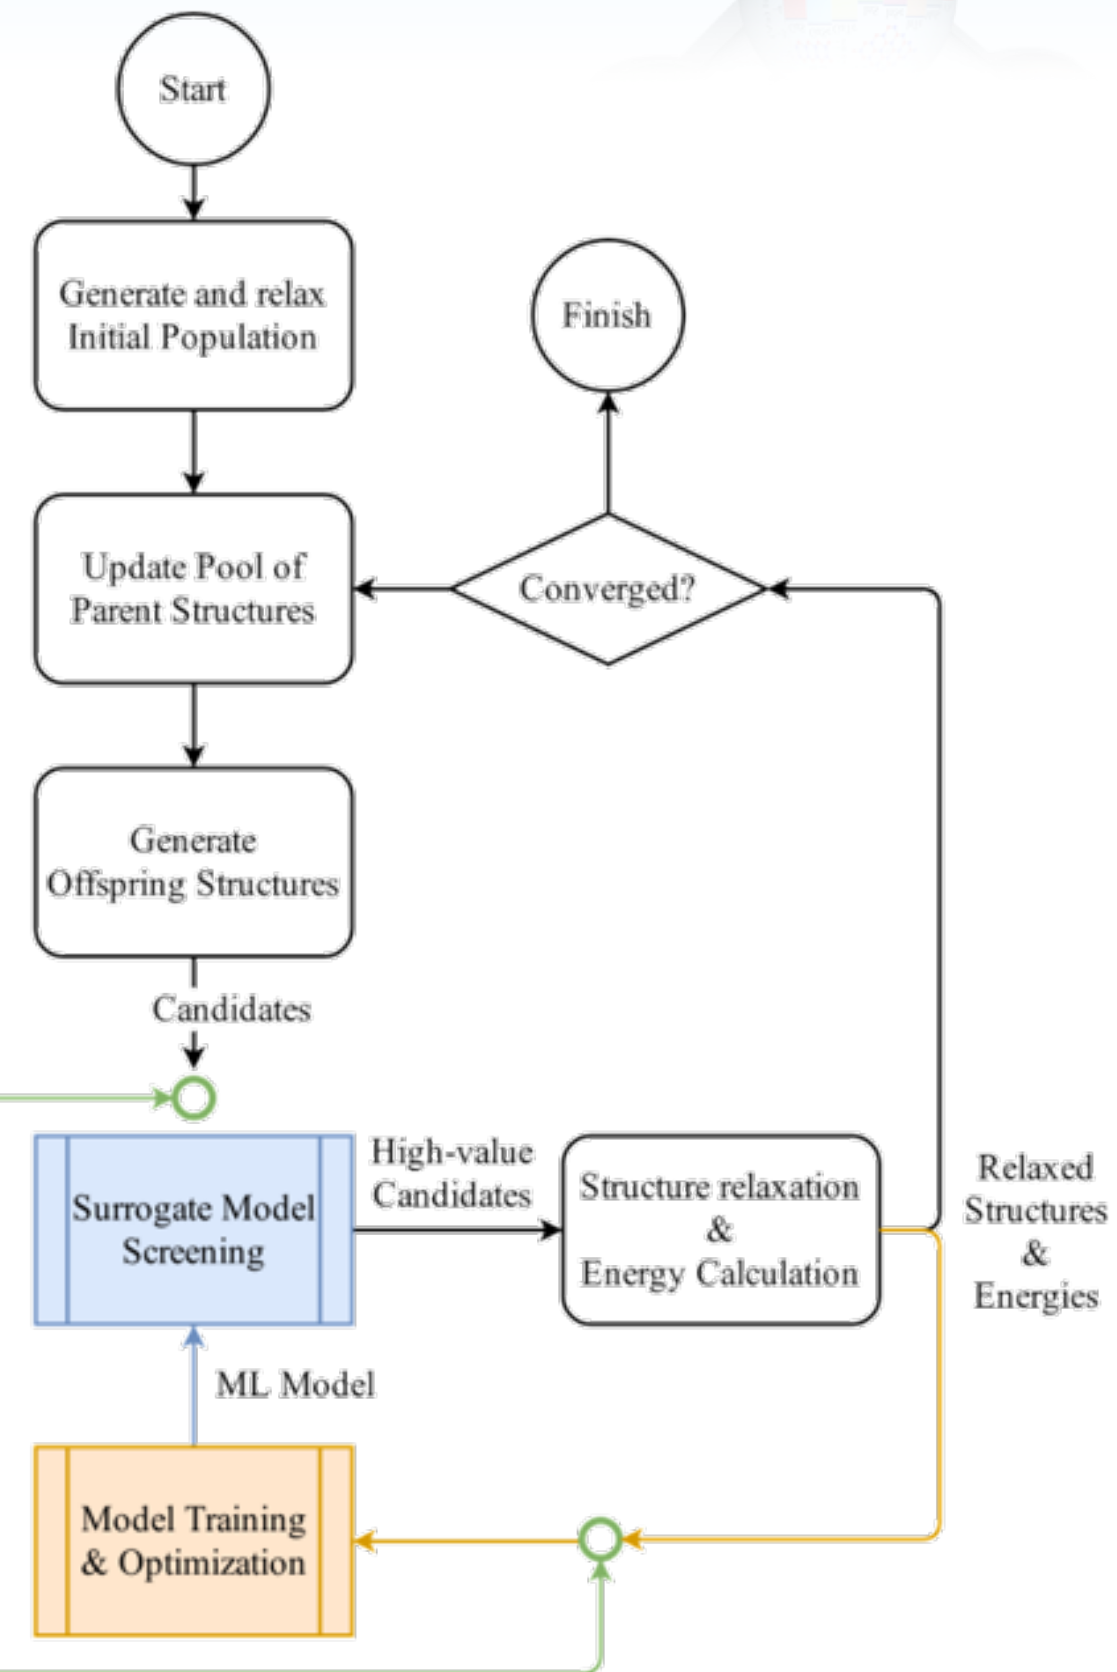 Start
Generate and relax
Initial Population
Finish
Update Pool of
Parent Structures
Converged?
Generate
Offspring Structures
Candidates
Surrogate Model
Screening
High-value
Candidates
Structure relaxation
&
Energy Calculation
Relaxed
Structures
&
Energies
ML Model
Model Training
& Optimization